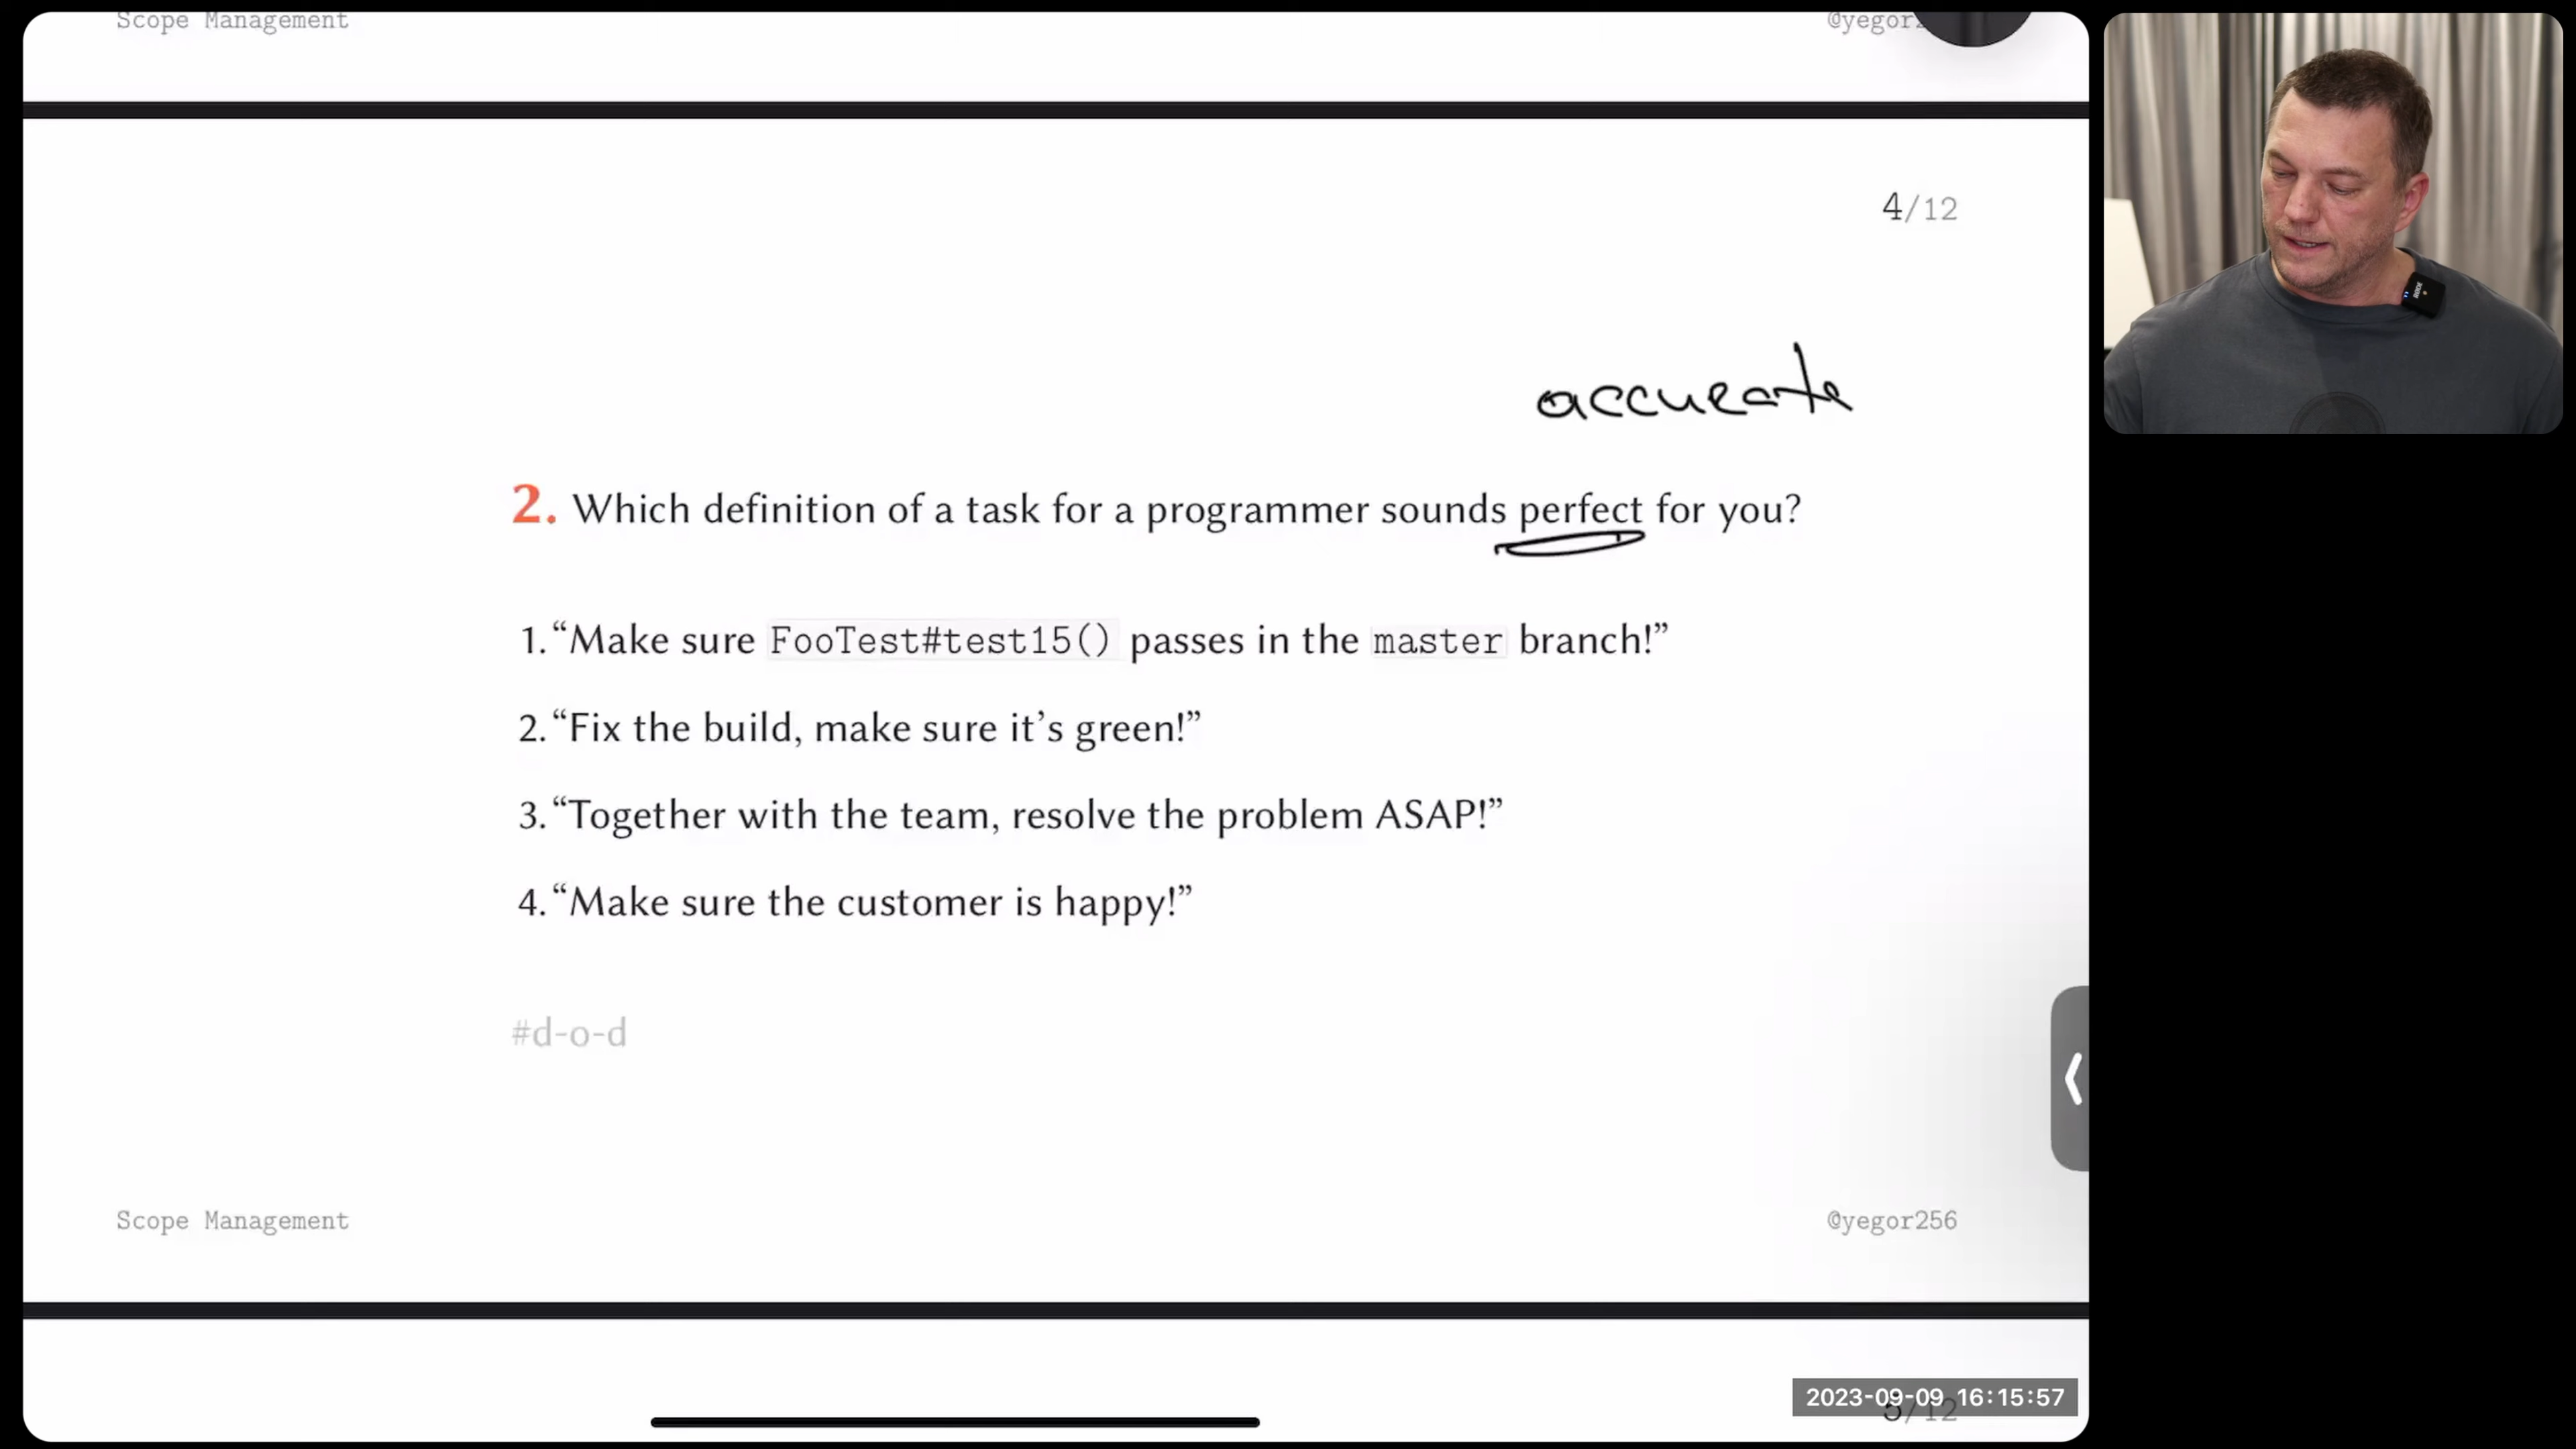 Scope Management
@yegor2
4/12
accurate
2. Which definition of a task for a programmer sounds perfect for you?
1. “Make sure FooTest#test15() passes in the master branch!”
2. “Fix the build, make sure it’s green!”
3. “Together with the team, resolve the problem ASAP!”
4. “Make sure the customer is happy!”
#d-o-d
Scope Management
@yegor256
2023-09-09 16:15:57
5/12